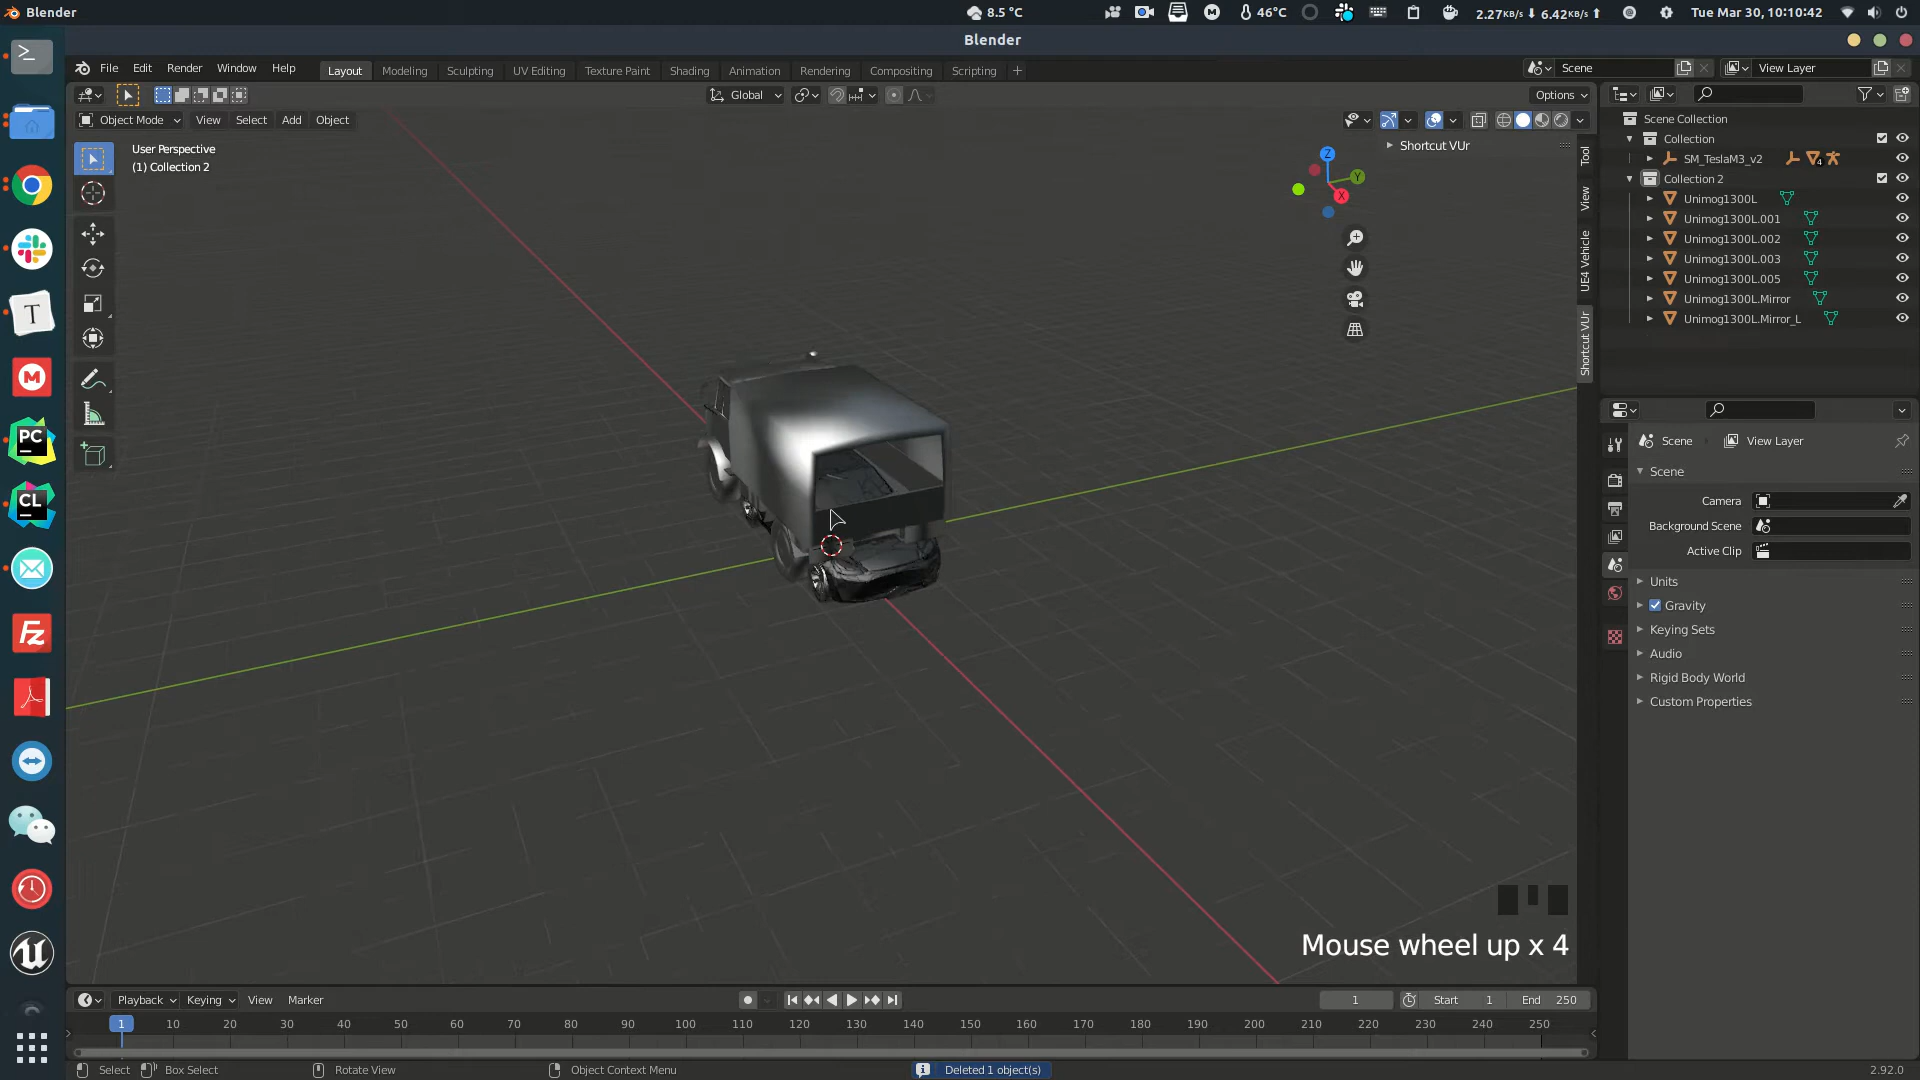 Blender
8.5 °C
46°C
2.27KB/s 6.42KB/s
Tue Mar 30, 10:10:42
Blender
File Edit Render Window Help
Layout Modeling Sculpting UV Editing Texture Paint Shading Animation Rendering Compositing Scripting +
Scene
View Layer
Global
Options
Object Mode View Select Add Object
User Perspective
(1) Collection 2
Shortcut VUr
Z
Y
X
Tool
View
UE4 Vehicle
Shortcut VUr
Scene Collection
Collection
SM_TeslaM3_v2
4
Collection 2
Unimog1300L
Unimog1300L.001
Unimog1300L.002
Unimog1300L.003
Unimog1300L.005
Unimog1300L.Mirror
Unimog1300L.Mirror_L
Scene View Layer
Scene
Camera
Background Scene
Active Clip
Units
Gravity
Keying Sets
Audio
Rigid Body World
Custom Properties
T
M
PC
CL
Fz
Mouse wheel up x 4
Playback Keying View Marker
1
Start 1
End 250
1 10 20 30 40 50 60 70 80 90 100 110 120 130 140 150 160 170 180 190 200 210 220 230 240 250
Select Box Select Rotate View Object Context Menu
Deleted 1 object(s)
2.92.0